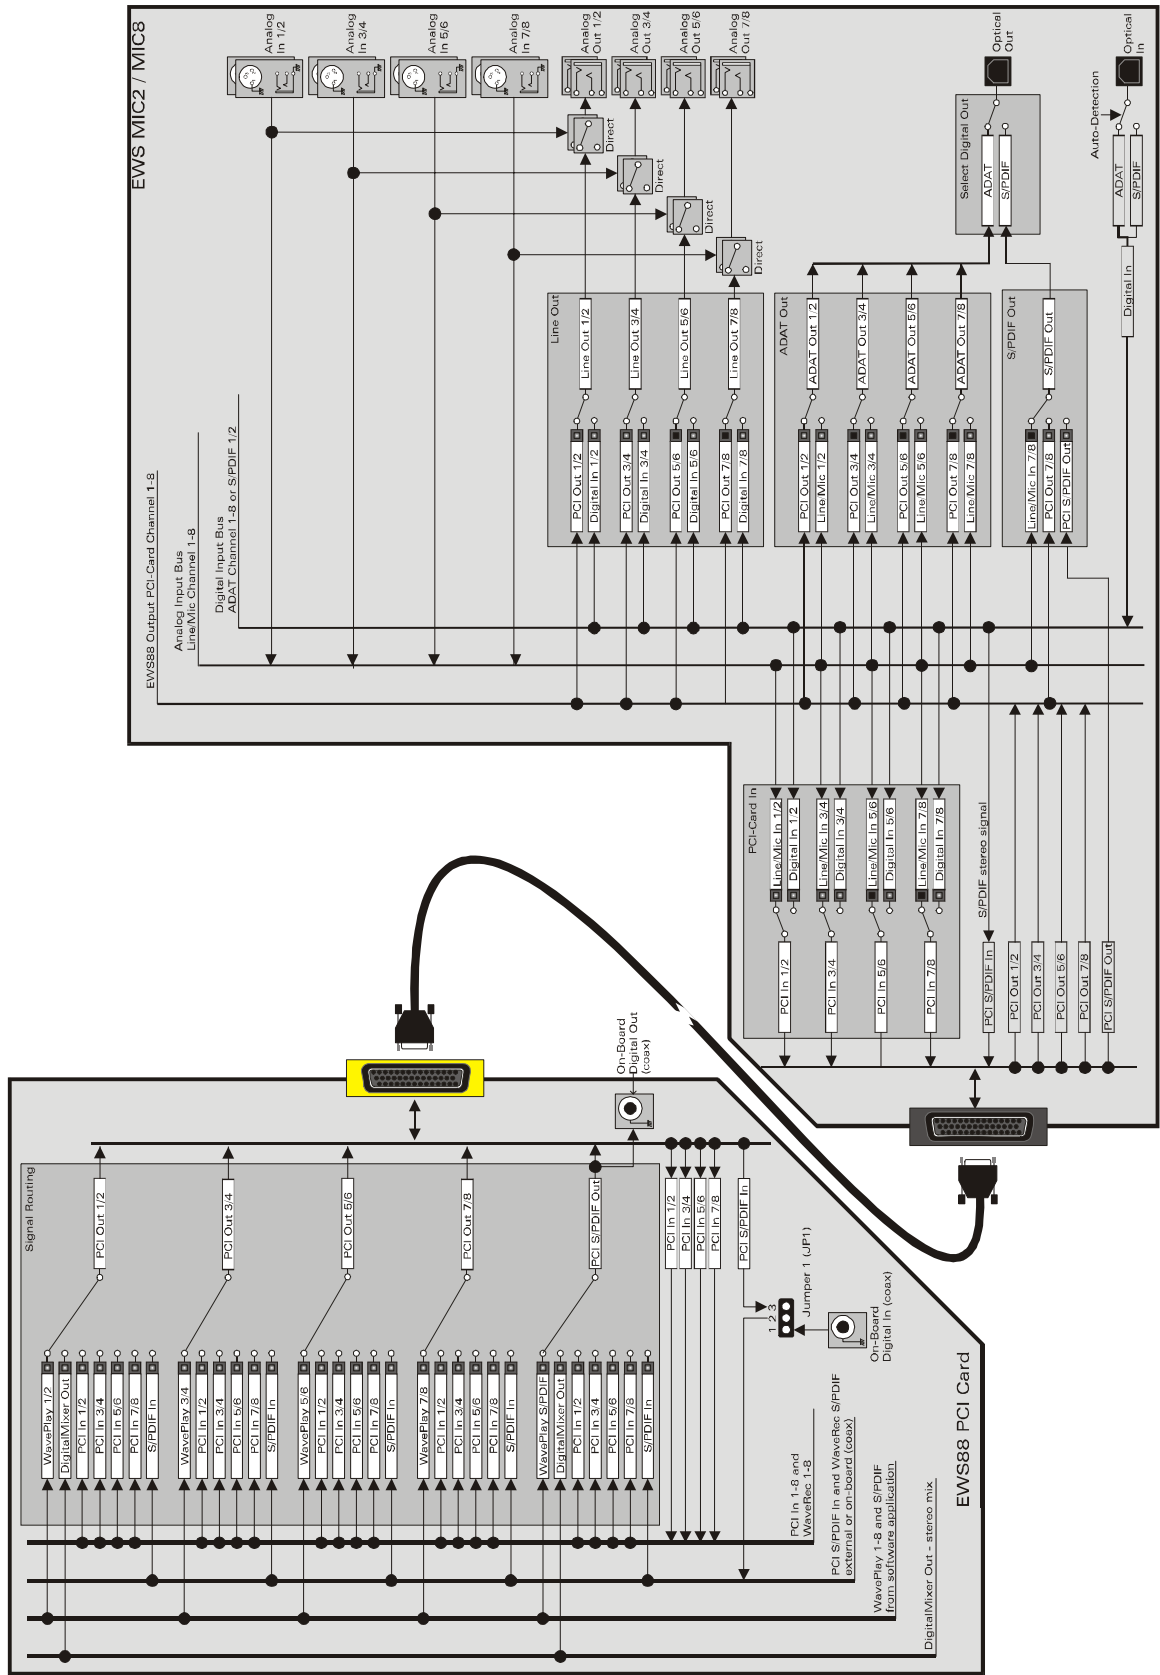 EWS MIC2 / MIC8
Analog
In 1/2
Analog
In 3/4
Analog
In 5/6
Analog
In 7/8
Analog
Out 1/2
Analog
Out 3/4
Analog
Out 5/6
Analog
Out 7/8
Optical
Out
Optical
In
Direct
Direct
Direct
Direct
Select Digital Out
ADAT
S/PDIF
Auto-Detection
ADAT
S/PDIF
Digital In
Line Out
Line Out 1/2
Line Out 3/4
Line Out 5/6
Line Out 7/8
PCI Out 1/2
Digital In 1/2
PCI Out 3/4
Digital In 3/4
PCI Out 5/6
Digital In 5/6
PCI Out 7/8
Digital In 7/8
ADAT Out
ADAT Out 1/2
ADAT Out 3/4
ADAT Out 5/6
ADAT Out 7/8
PCI Out 1/2
Line/Mic 1/2
PCI Out 3/4
Line/Mic 3/4
PCI Out 5/6
Line/Mic 5/6
PCI Out 7/8
Line/Mic 7/8
S/PDIF Out
S/PDIF Out
Line/Mic In 7/8
PCI Out 7/8
PCI S/PDIF Out
EWS88 Output PCI-Card Channel 1-8
Analog Input Bus
Line/Mic Channel 1-8
Digital Input Bus
ADAT Channel 1-8 or S/PDIF 1/2
PCI-Card In
Line/Mic In 1/2
Digital In 1/2
Line/Mic In 3/4
Digital In 3/4
Line/Mic In 5/6
Digital In 5/6
Line/Mic In 7/8
Digital In 7/8
PCI In 1/2
PCI In 3/4
PCI In 5/6
PCI In 7/8
S/PDIF stereo signal
PCI S/PDIF In
PCI Out 1/2
PCI Out 3/4
PCI Out 5/6
PCI Out 7/8
PCI S/PDIF Out
On-Board
Digital Out
(coax)
Signal Routing
PCI Out 1/2
PCI Out 3/4
PCI Out 5/6
PCI Out 7/8
PCI S/PDIF Out
PCI In 1/2
PCI In 3/4
PCI In 5/6
PCI In 7/8
PCI S/PDIF In
1 2 3
Jumper 1 (JP1)
On-Board
Digital In (coax)
WavePlay 1/2
DigitalMixer Out
PCI In 1/2
PCI In 3/4
PCI In 5/6
PCI In 7/8
S/PDIF In
WavePlay 3/4
PCI In 1/2
PCI In 3/4
PCI In 5/6
PCI In 7/8
S/PDIF In
WavePlay 5/6
PCI In 1/2
PCI In 3/4
PCI In 5/6
PCI In 7/8
S/PDIF In
WavePlay 7/8
PCI In 1/2
PCI In 3/4
PCI In 5/6
PCI In 7/8
S/PDIF In
WavePlay S/PDIF
DigitalMixer Out
PCI In 1/2
PCI In 3/4
PCI In 5/6
PCI In 7/8
S/PDIF In
PCI In 1-8 and
WaveRec 1-8
PCI S/PDIF In and WaveRec S/PDIF
external or on-board (coax)
WavePlay 1-8 and S/PDIF
from software application
DigitalMixer Out - stereo mix
EWS88 PCI Card